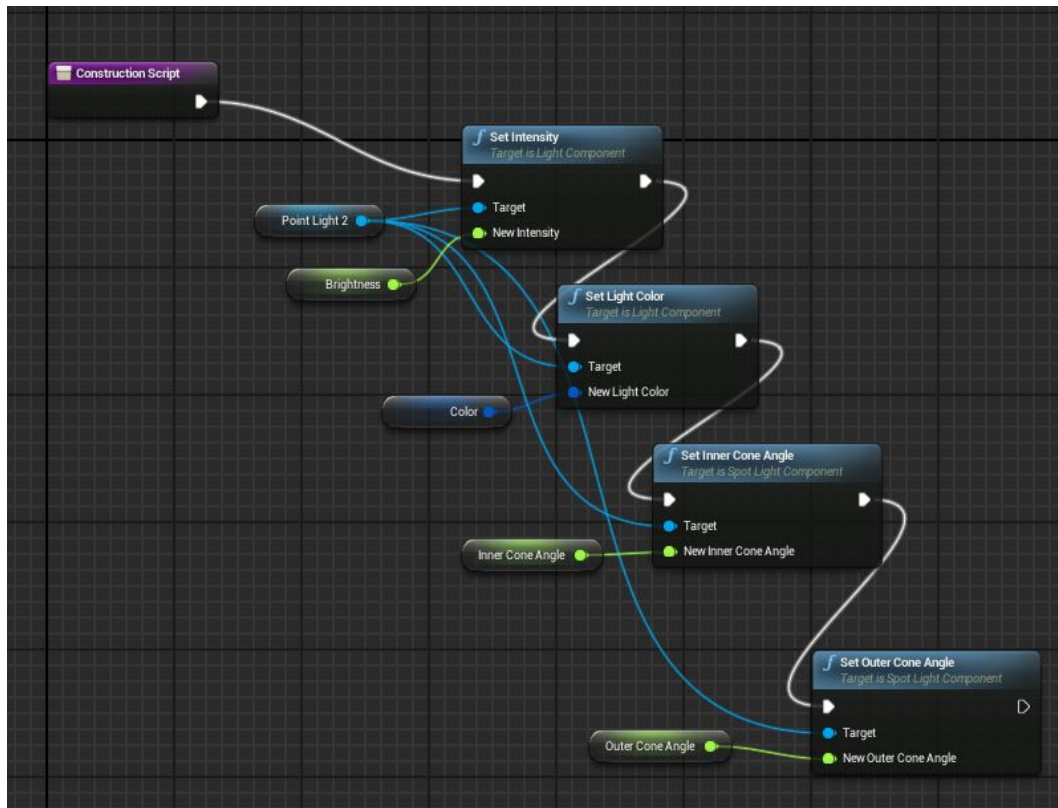 Construction Script
Set Intensity
Target is Light Component
Target
New Intensity
Point Light 2
Brightness
Set Light Color
Target is Light Component
Target
New Light Color
Color
Set Inner Cone Angle
Target is Spot Light Component
Target
New Inner Cone Angle
Inner Cone Angle
Set Outer Cone Angle
Target is Spot Light Component
Target
New Outer Cone Angle
Outer Cone Angle